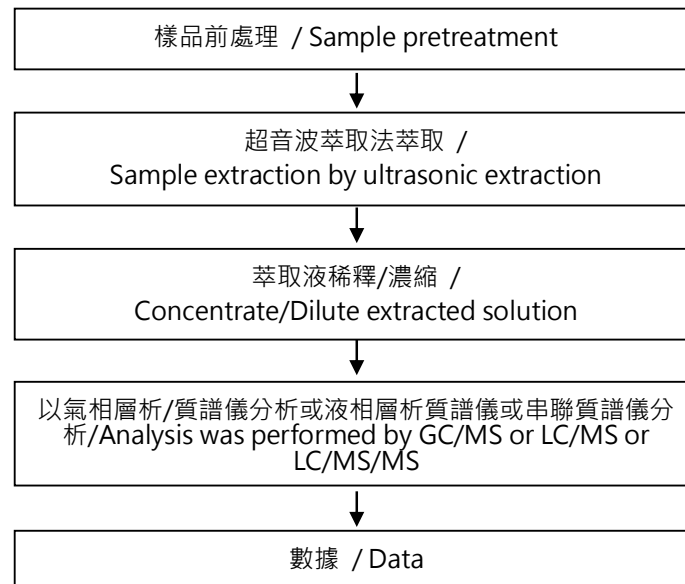 樣品前處理 / Sample pretreatment
超音波萃取法萃取 /
Sample extraction by ultrasonic extraction
萃取液稀釋/濃縮 /
Concentrate/Dilute extracted solution
以氣相層析/質譜儀分析或液相層析質譜儀或串聯質譜儀分
析/Analysis was performed by GC/MS or LC/MS or
LC/MS/MS
數據 / Data